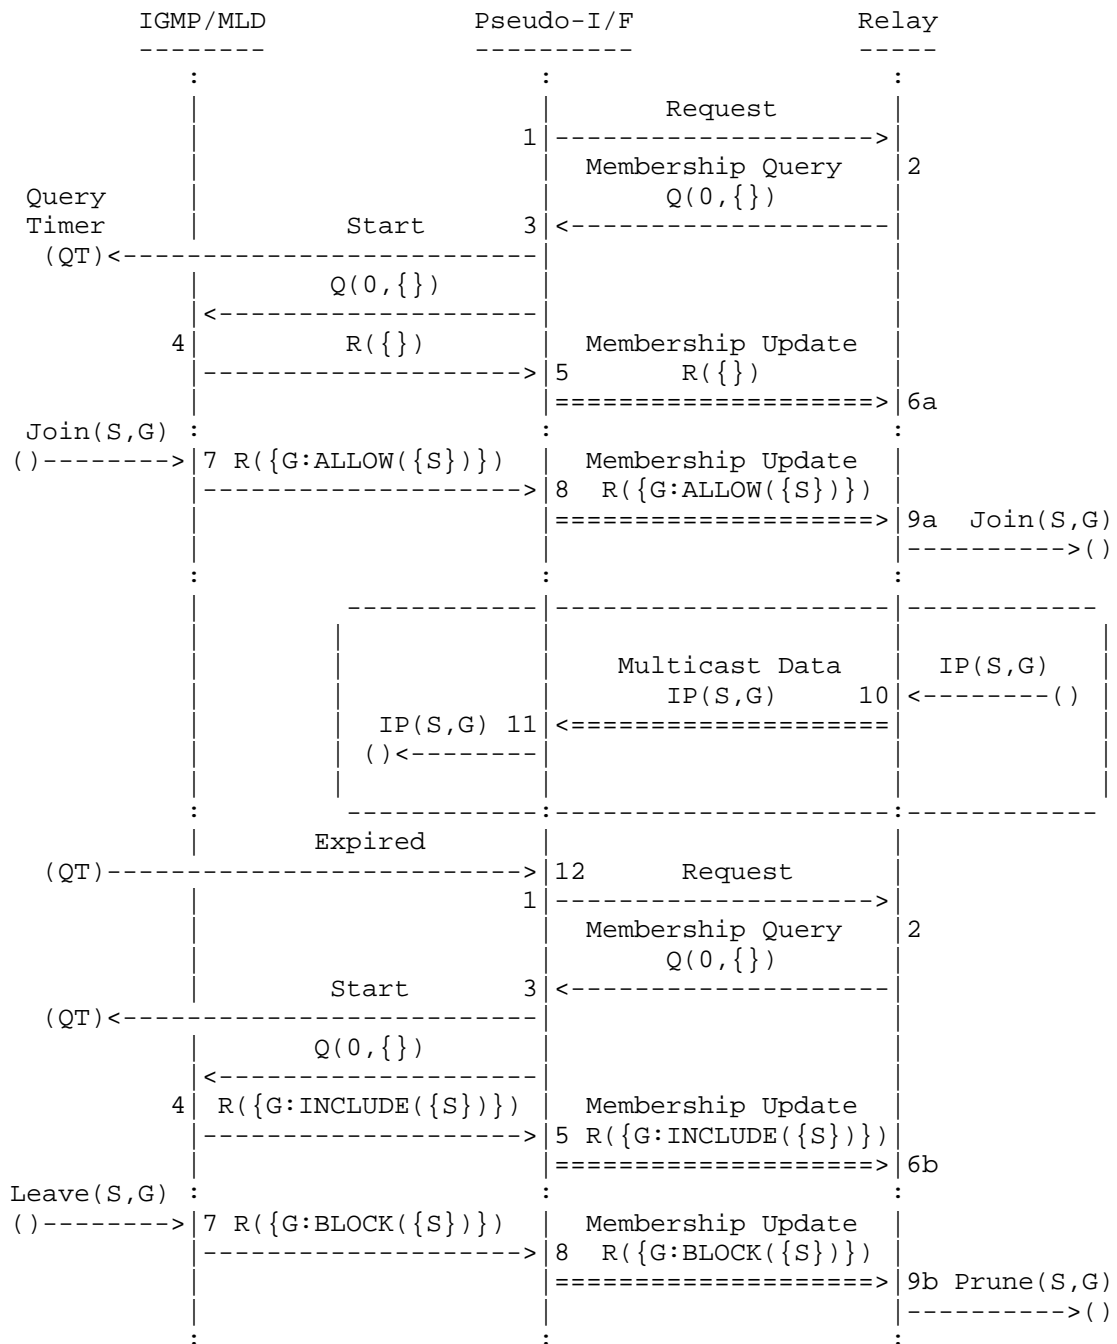 IGMP/MLD Pseudo-I/F Relay
-------- ---------- -----
: : :
| | Request |
| 1|-------------------->|
| | Membership Query |2
Query | | Q(0,{}) |
Timer | Start 3|<--------------------|
(QT)<--------------------------| |
| Q(0,{}) | |
|<--------------------| |
4| R({}) | Membership Update |
|-------------------->|5 R({}) |
| |====================>|6a
Join(S,G) : : :
()-------->|7 R({G:ALLOW({S})}) | Membership Update |
|-------------------->|8 R({G:ALLOW({S})}) |
| |====================>|9a Join(S,G)
| | |---------->()
: : :
| ------------|---------------------|------------
| | | | |
| | | Multicast Data | IP(S,G) |
| | | IP(S,G) 10|<--------() |
| | IP(S,G) 11|<====================| |
| | ()<--------| | |
| | | | |
: ------------:---------------------:------------
| Expired | |
(QT)-------------------------->|12 Request |
| 1|-------------------->|
| | Membership Query |2
| | Q(0,{}) |
| Start 3|<--------------------|
(QT)<--------------------------| |
| Q(0,{}) | |
|<--------------------| |
4| R({G:INCLUDE({S})}) | Membership Update |
|-------------------->|5 R({G:INCLUDE({S})})|
| |====================>|6b
Leave(S,G) : : :
()-------->|7 R({G:BLOCK({S})}) | Membership Update |
|-------------------->|8 R({G:BLOCK({S})}) |
| |====================>|9b Prune(S,G)
| | |---------->()
: : :